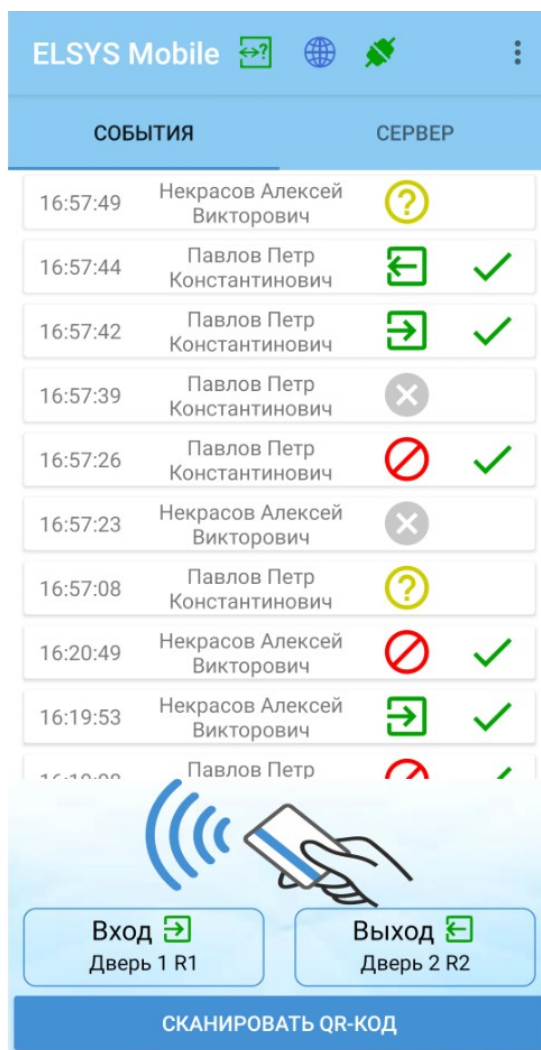 ELSYS Mobile
СОБЫТИЯ СЕРВЕР
16:57:49 Некрасов Алексей
Викторович
16:57:44 Павлов Петр
Константинович
16:57:42 Павлов Петр
Константинович
16:57:39 Павлов Петр
Константинович
16:57:26 Павлов Петр
Константинович
16:57:23 Некрасов Алексей
Викторович
16:57:08 Павлов Петр
Константинович
16:20:49 Некрасов Алексей
Викторович
16:19:53 Некрасов Алексей
Викторович
Павлов Петр
Вход Выход
Дверь 1 R1 Дверь 2 R2
СКАНИРОВАТЬ QR-КОД